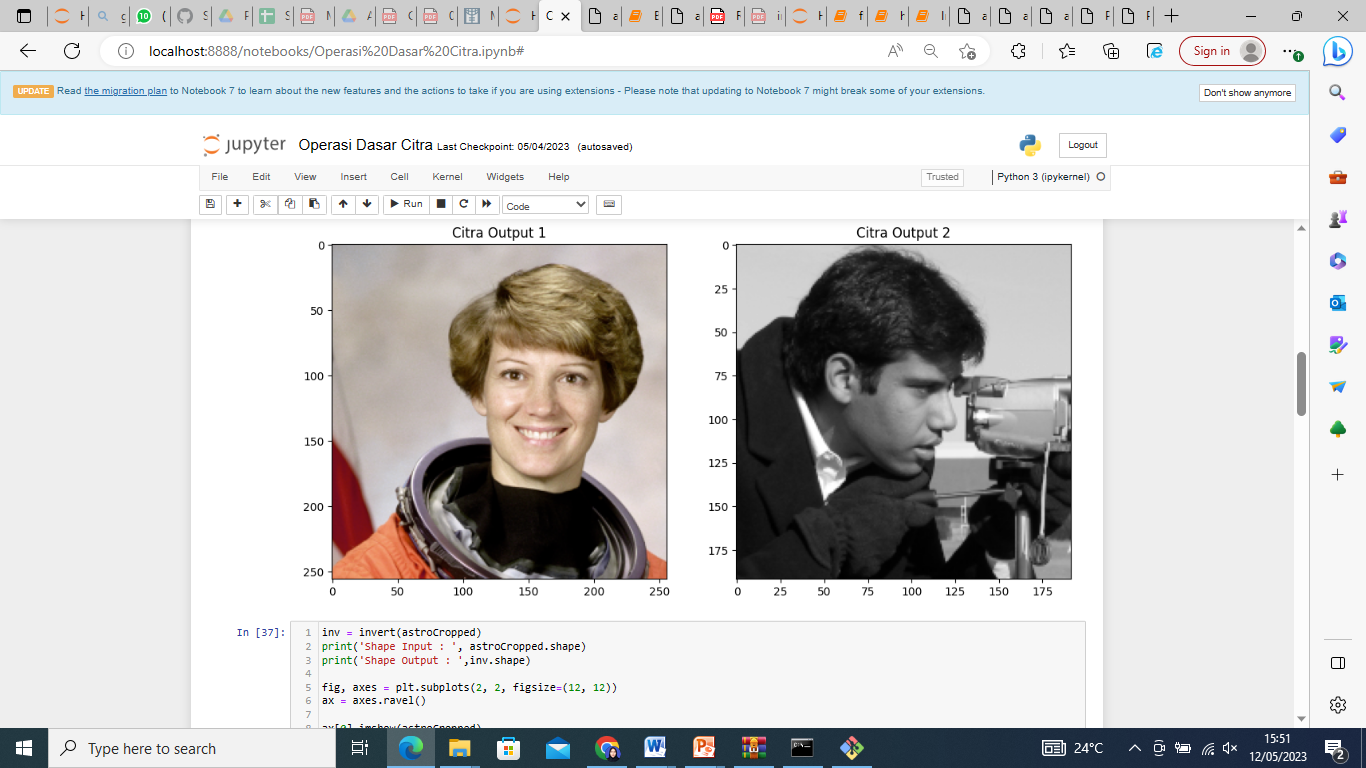 localhost:8888/notebooks/Operasi%20Dasar%20Citra.ipynb#
Sign in
UPDATE Read the migration plan to Notebook 7 to learn about the new features and the actions to take if you are using extensions - Please note that updating to Notebook 7 might break some of your extensions.
Don't show anymore
jupyter Operasi Dasar Citra Last Checkpoint: 05/04/2023 (autosaved)
Logout
File Edit View Insert Cell Kernel Widgets Help
Trusted Python 3 (ipykernel)
Run Code
Citra Output 1
0
50
100
150
200
250
0 50 100 150 200 250
Citra Output 2
0
25
50
75
100
125
150
175
0 25 50 75 100 125 150 175
In [37]:
1 inv = invert(astroCropped)
2 print('Shape Input : ', astroCropped.shape)
3 print('Shape Output : ',inv.shape)
4
5 fig, axes = plt.subplots(2, 2, figsize=(12, 12))
6 ax = axes.ravel()
7
8 ax[0].imshow(astroCropped)
Type here to search
24°C
15:51
12/05/2023
2